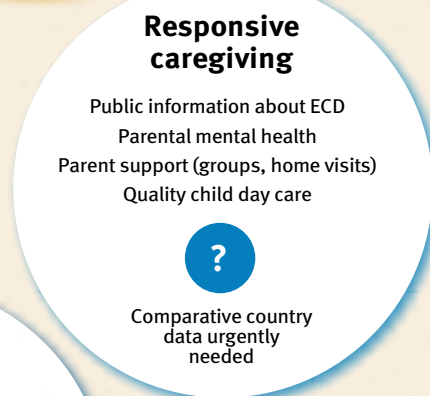 Responsive
caregiving
Public information about ECD
Parental mental health
Parent support (groups, home visits)
Quality child day care
?
Comparative country
data urgently
needed